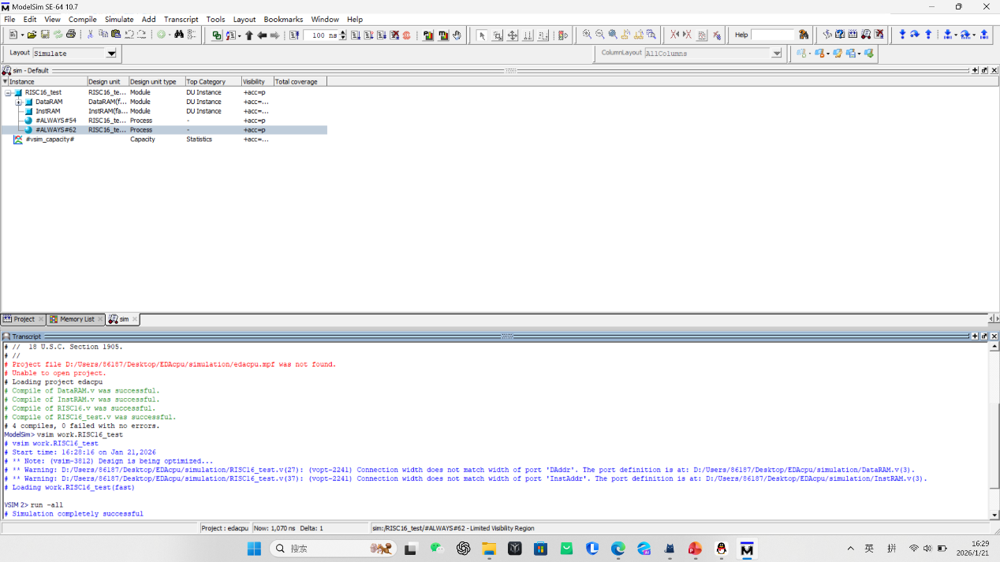 ModelSim SE-64 10.7
File Edit View Compile Simulate Add Transcript Tools Layout Bookmarks Window Help
100 ns
Help
Layout Simulate
ColumnLayout AllColumns
sim - Default
Instance Design unit Design unit type Top Category Visibility Total coverage
RISC16_test RISC16_te... Module DU Instance +acc=p
DataRAM DataRAM(f... Module DU Instance +acc=...
InstRAM InstRAM(fa... Module DU Instance +acc=...
#ALWAYS#54 RISC16_te... Process - +acc=p
#ALWAYS#62 RISC16_te... Process - +acc=p
#vsim_capacity# Capacity Statistics +acc=...
Project Memory List sim
Transcript
# // 18 U.S.C. Section 1905.
# //
# Project file D:/Users/86187/Desktop/EDAcpu/simulation/edacpu.mpf was not found.
# Unable to open project.
# Loading project edacpu
# Compile of DataRAM.v was successful.
# Compile of InstRAM.v was successful.
# Compile of RISC16.v was successful.
# Compile of RISC16_test.v was successful.
# 4 compiles, 0 failed with no errors.
ModelSim> vsim work.RISC16_test
# vsim work.RISC16_test
# Start time: 16:28:16 on Jan 21,2026
# ** Note: (vsim-3812) Design is being optimized...
# ** Warning: D:/Users/86187/Desktop/EDAcpu/simulation/RISC16_test.v(27): (vopt-2241) Connection width does not match width of port 'DAddr'. The port definition is at: D:/Users/86187/Desktop/EDAcpu/simulation/DataRAM.v(3).
# ** Warning: D:/Users/86187/Desktop/EDAcpu/simulation/RISC16_test.v(37): (vopt-2241) Connection width does not match width of port 'InstAddr'. The port definition is at: D:/Users/86187/Desktop/EDAcpu/simulation/InstRAM.v(3).
# Loading work.RISC16_test(fast)
VSIM 2> run -all
# Simulation completely successful
Project : edacpu Now: 1,070 ns Delta: 1 sim:/RISC16_test/#ALWAYS#62 - Limited Visibility Region
搜索
英 拼 16:29
2026/1/21